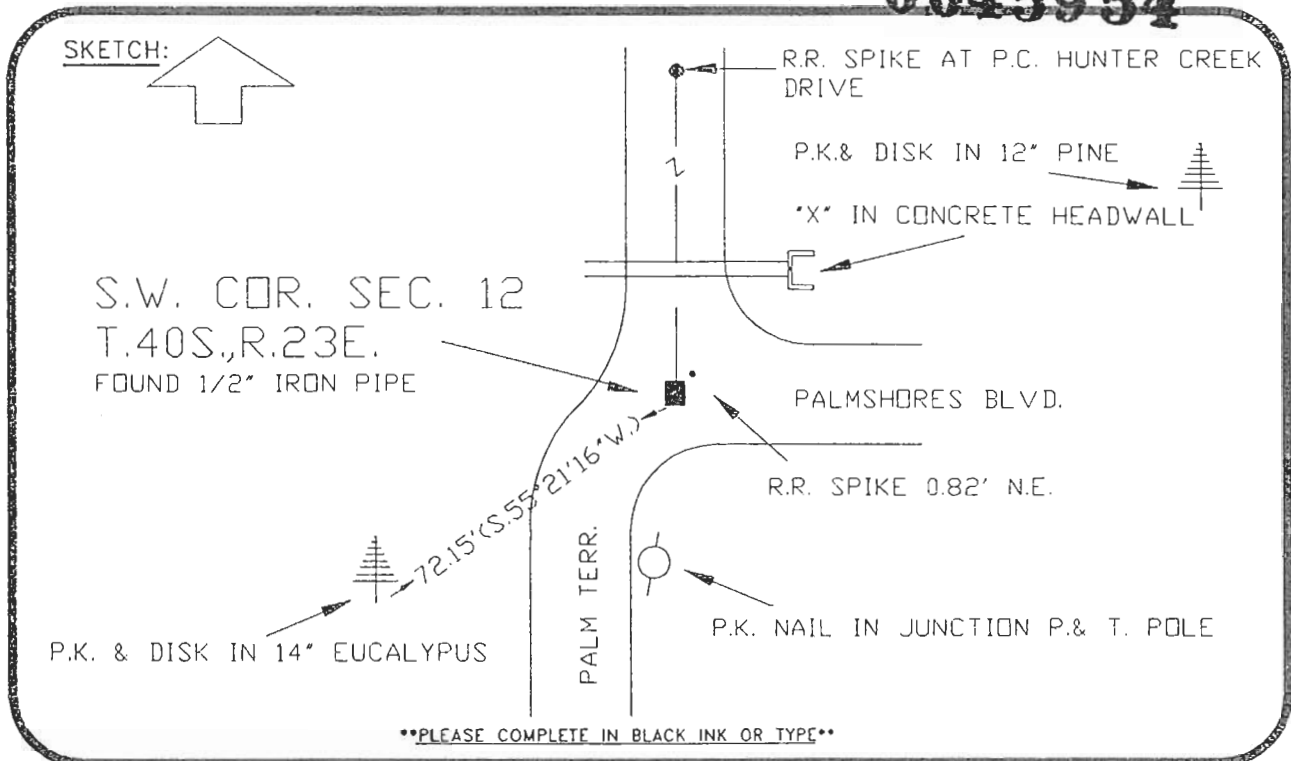 0043934
SKETCH:
R.R. SPIKE AT P.C. HUNTER CREEK
DRIVE
P.K.& DISK IN 12" PINE
"X" IN CONCRETE HEADWALL
Z
S.W. COR. SEC. 12
T.40S.,R.23E.
FOUND 1/2" IRON PIPE
PALMSHORES BLVD.
72.15'(S.55°21'16"W.)
R.R. SPIKE 0.82' N.E.
PALM TERR.
P.K. NAIL IN JUNCTION P.& T. POLE
P.K. & DISK IN 14" EUCALYPUS
**PLEASE COMPLETE IN BLACK INK OR TYPE**